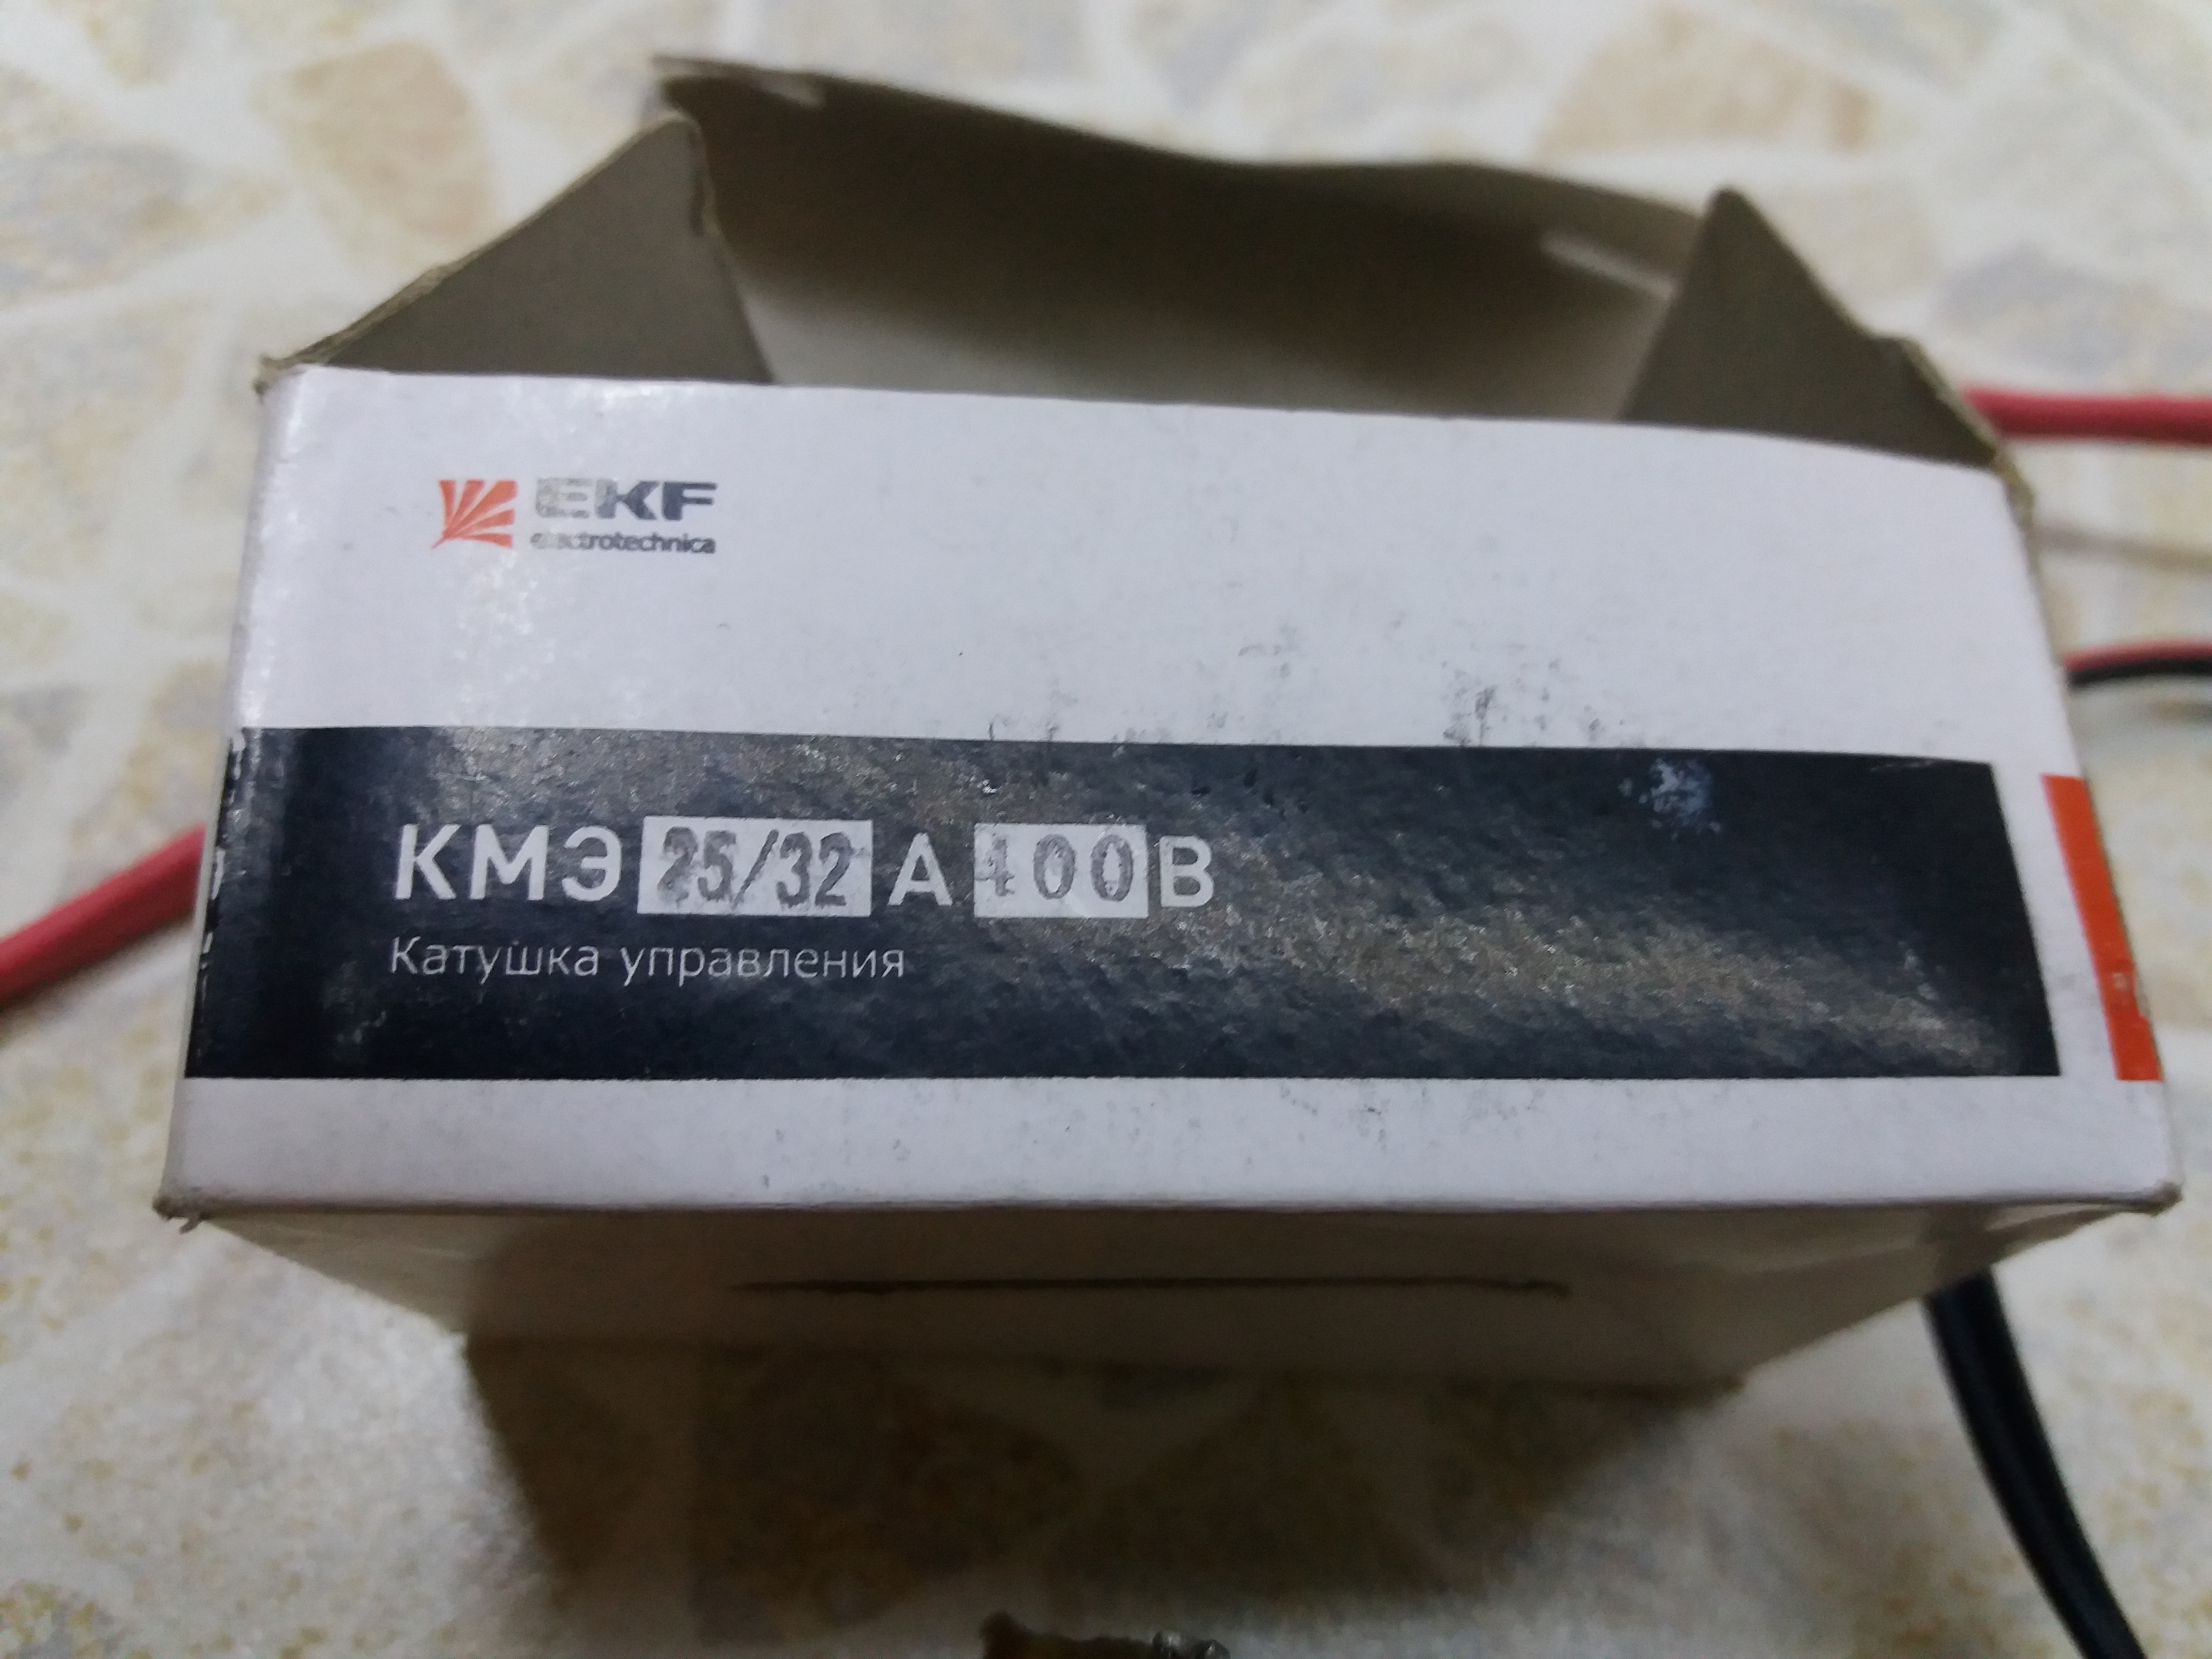 EKF
electrotechnica
КМЭ 25/32 А 400 В
Катушка управления